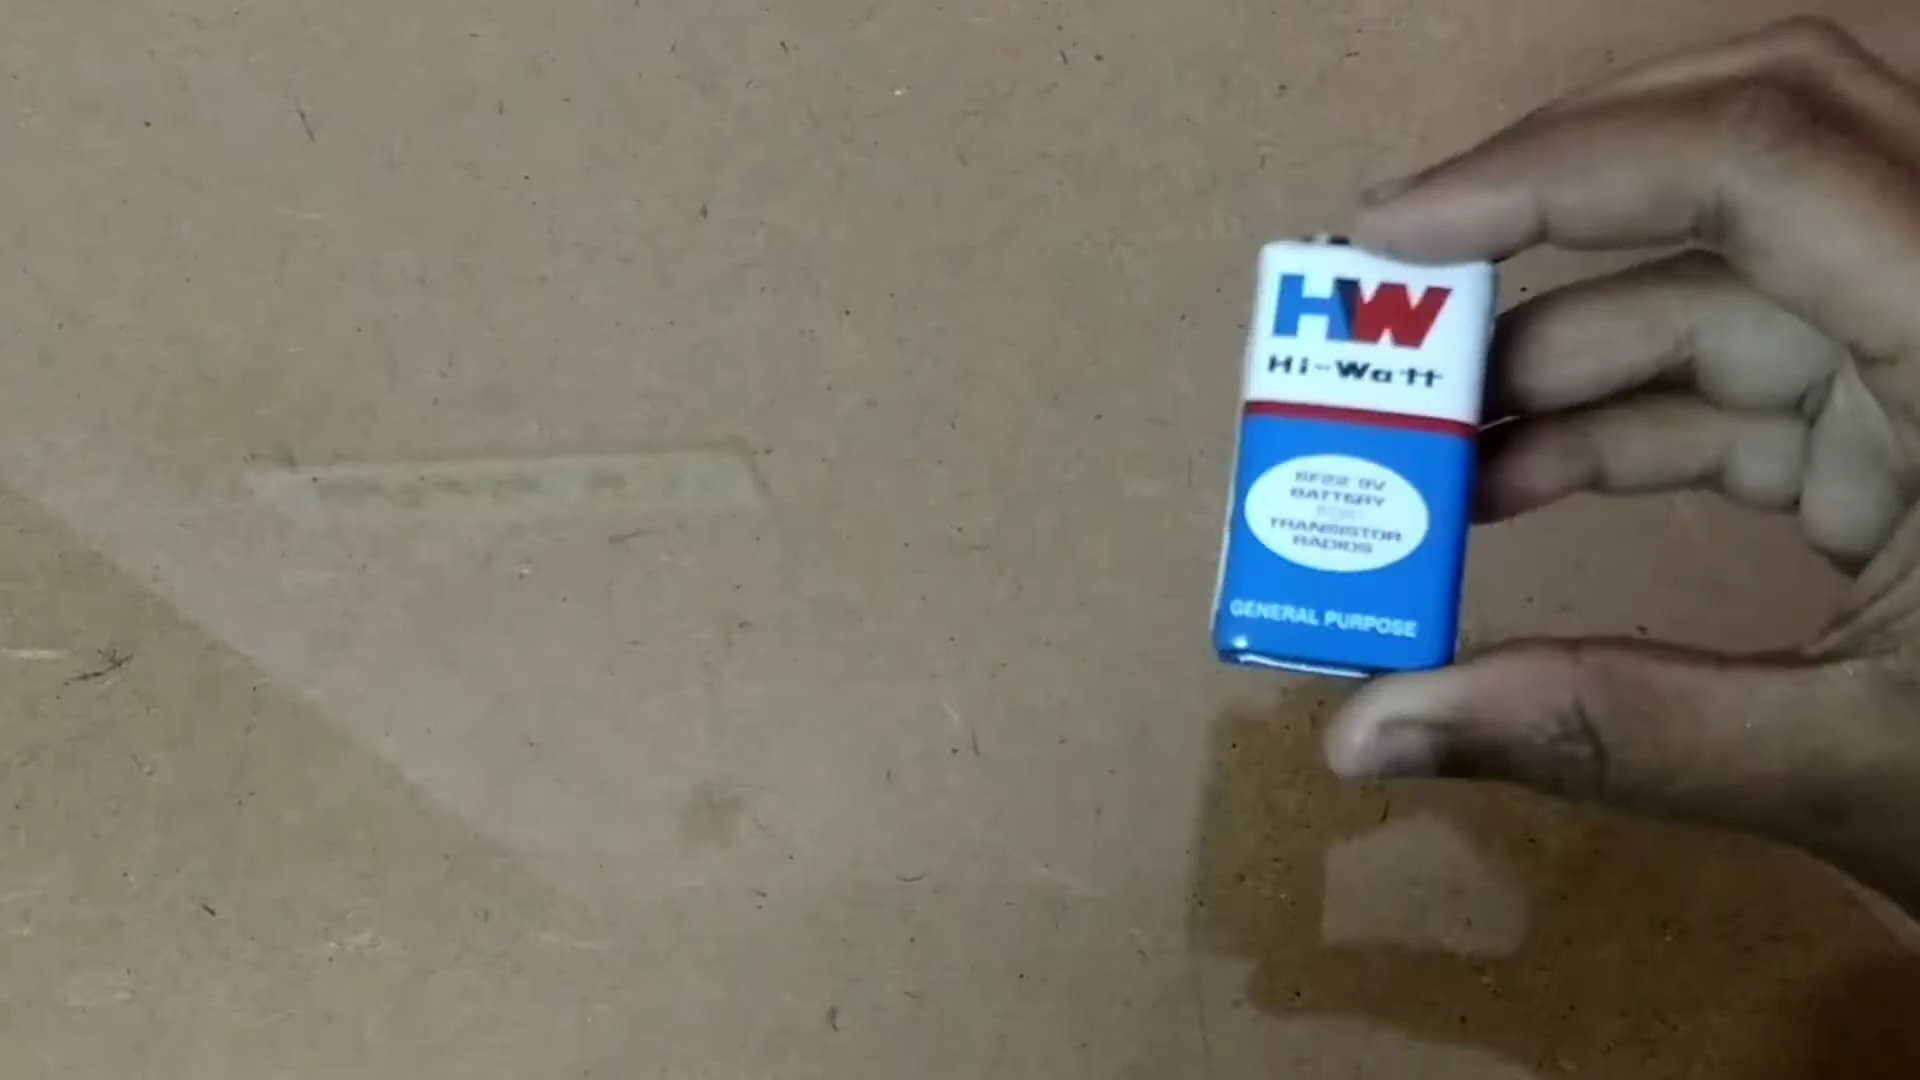 HW
Hi-Watt
6F22 9V
BATTERY
FOR
TRANSISTOR
RADIOS
GENERAL PURPOSE